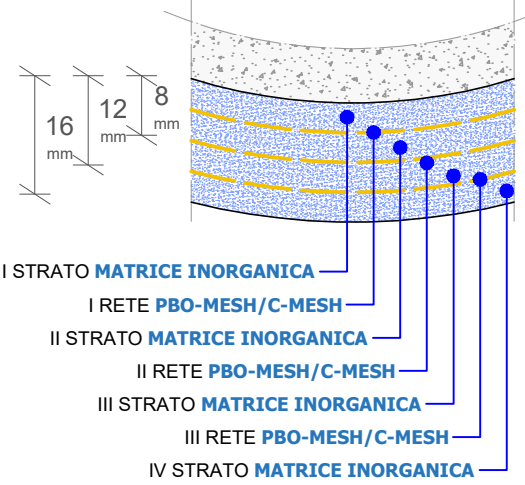 8
mm
12
mm
16
mm
I STRATO MATRICE INORGANICA
I RETE PBO-MESH/C-MESH
II STRATO MATRICE INORGANICA
II RETE PBO-MESH/C-MESH
III STRATO MATRICE INORGANICA
III RETE PBO-MESH/C-MESH
IV STRATO MATRICE INORGANICA